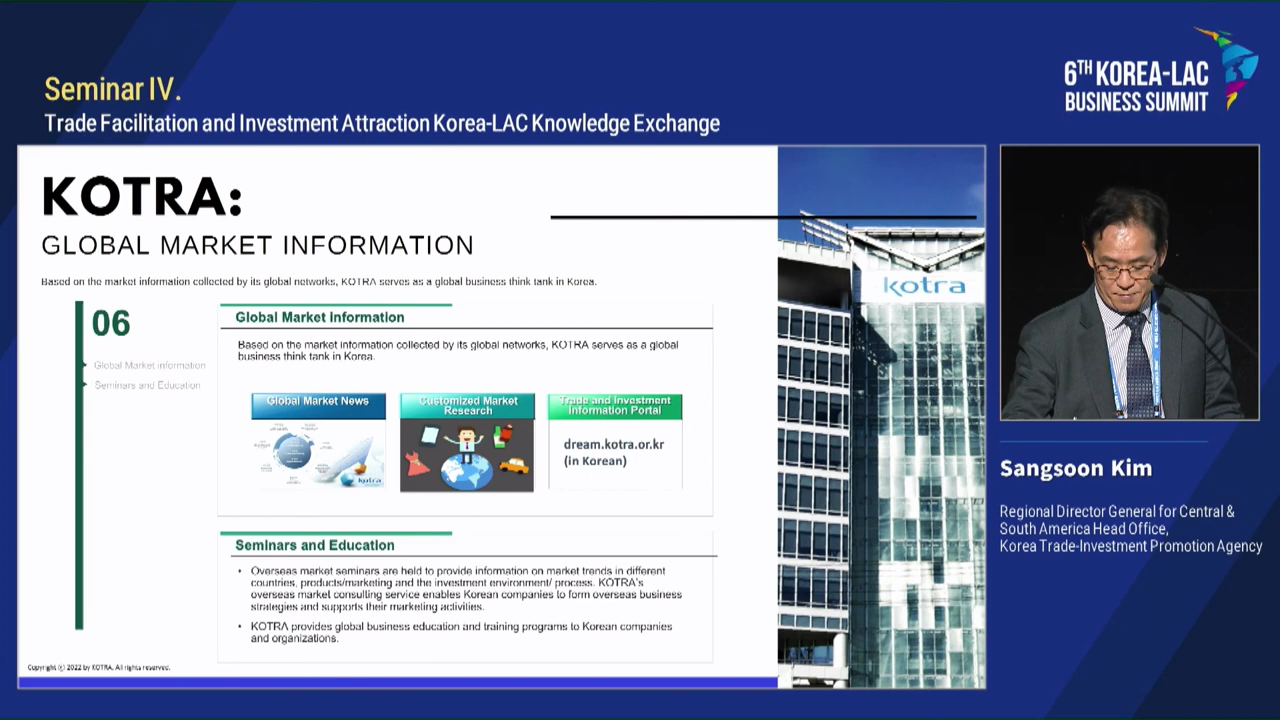 Seminar IV.
Trade Facilitation and Investment Attraction Korea-LAC Knowledge Exchange
6TH KOREA-LAC
BUSINESS SUMMIT
KOTRA:
GLOBAL MARKET INFORMATION
Based on the market information collected by its global networks, KOTRA serves as a global business think tank in Korea.
06
Global Market information
Seminars and Education
Global Market Information
Based on the market information collected by its global networks, KOTRA serves as a global
business think tank in Korea.
Global Market News
kotra
Customized Market
Research
Trade and Investment
Information Portal
dream.kotra.or.kr
(in Korean)
Seminars and Education
• Overseas market seminars are held to provide information on market trends in different
countries, products/marketing and the investment environment/ process. KOTRA's
overseas market consulting service enables Korean companies to form overseas business
strategies and supports their marketing activities.
• KOTRA provides global business education and training programs to Korean companies
and organizations.
Copyright ⓒ 2022 by KOTRA. All rights reserved.
kotra
Sangsoon Kim
Regional Director General for Central &
South America Head Office,
Korea Trade-Investment Promotion Agency